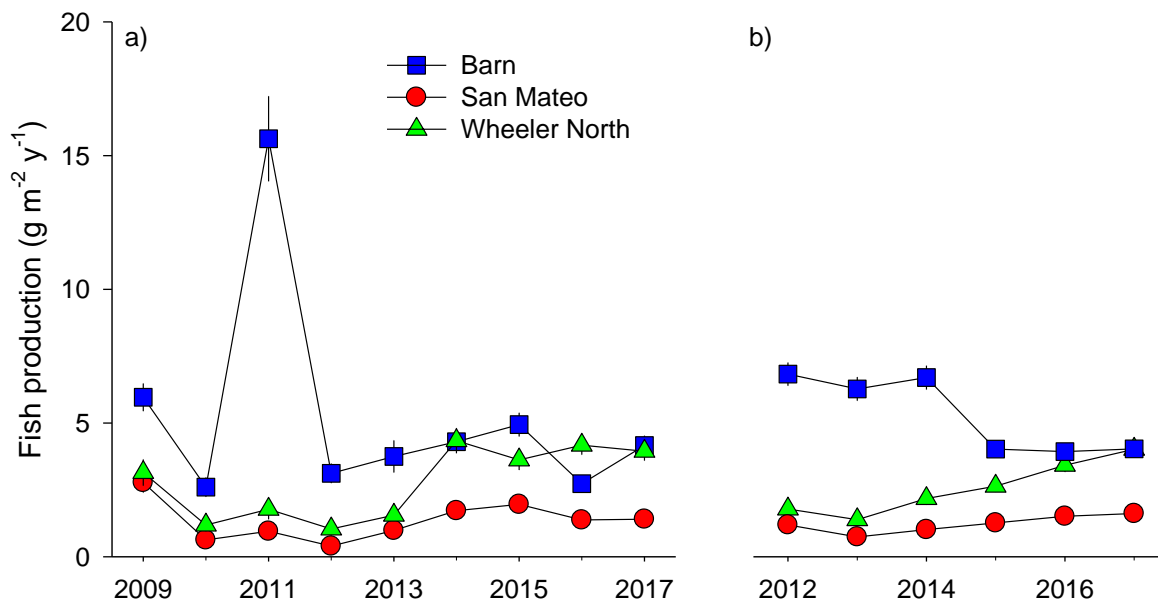 a)
b)
Barn
San Mateo
Wheeler North
Fish production (g m⁻² y⁻¹)
20
15
10
5
0
2009 2011 2013 2015 2017
2012 2014 2016